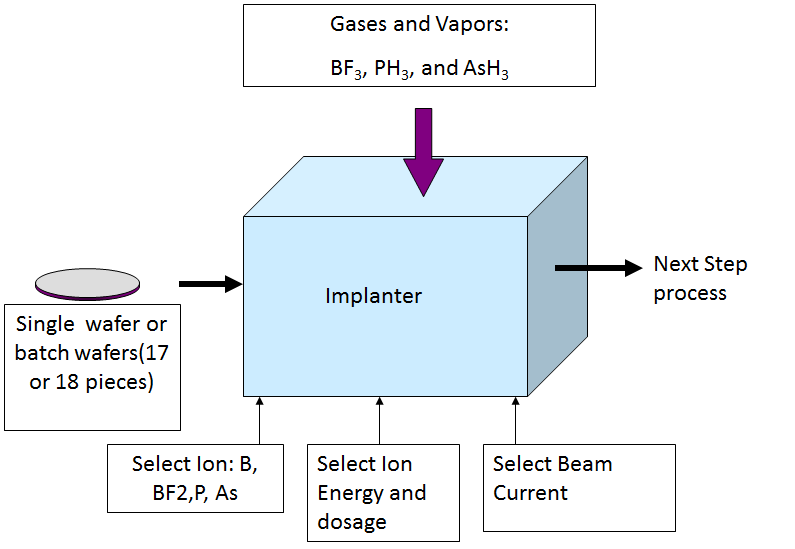 Gases and Vapors:
BF₃, PH₃, and AsH₃
Implanter
Next Step
process
Single  wafer or
batch wafers(17
or 18 pieces)
Select Ion: B,
BF2,P, As
Select Ion
Energy and
dosage
Select Beam
Current